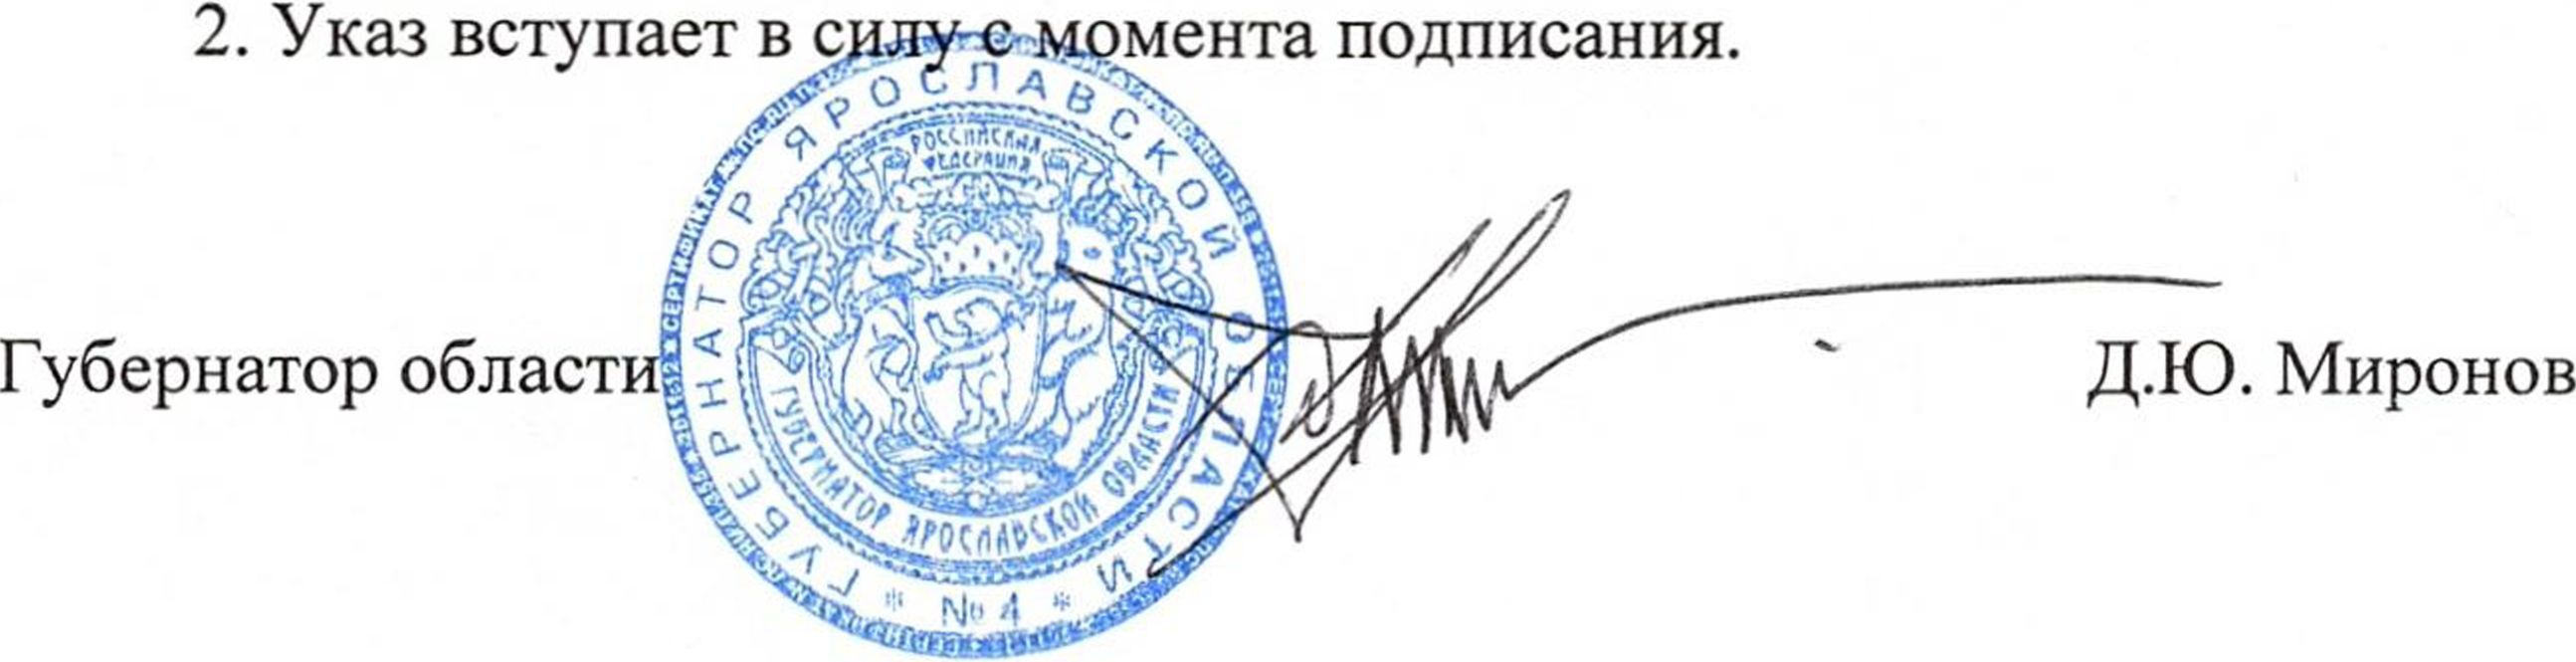 2. Указ вступает в силу с момента подписания.
ГУБЕРНАТОР ЯРОСЛАВСКОЙ ОБЛАСТИ
РОССИЙСКАЯ
ФЕДЕРАЦИЯ
Губернатор области
Д.Ю. Миронов
ГУБЕРНАТОР ЯРОСЛАВСКОЙ ОБЛАСТИ
* № 4 *